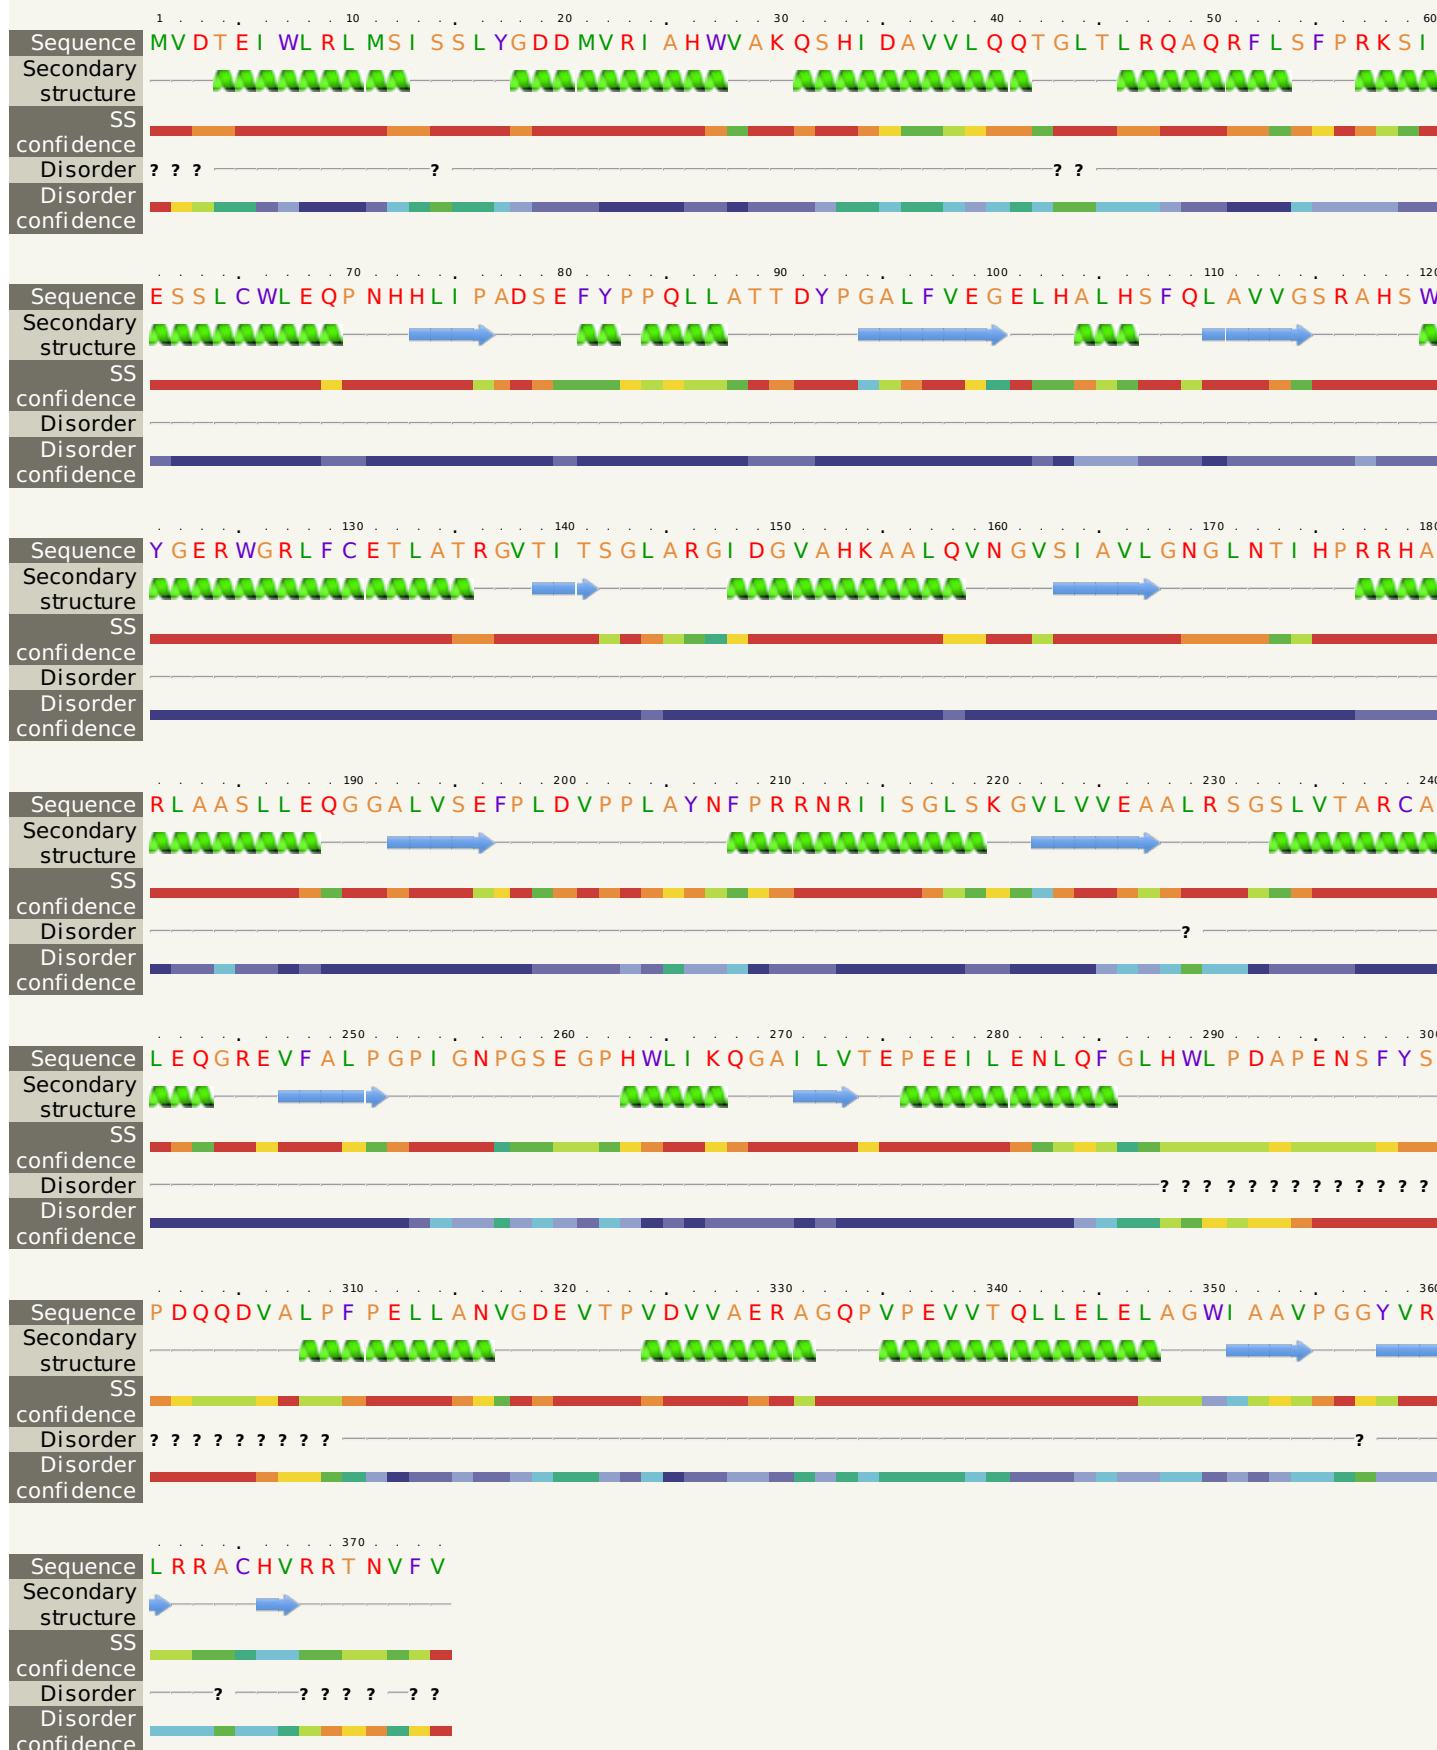 1 . . . . 10 . . . . 20 . . . . 30 . . . . 40 . . . . 50 . . . . 60
Sequence MVDTEIWLRLMSISSLYGDDMVRIAHWVAKQSHIDAVVLQQTGLTLRQAQRFLSFPRKSI
Secondary
structure
SS
confidence
Disorder ? ? ? ? ? ?
Disorder
confidence
70 80 90 100 110 120
Sequence ESSLCWLEQPNHHLIPADSEFYPPQLLATTDYPGALFVEGELHALHSFQLAVVGSRAHSW
Secondary
structure
SS
confidence
Disorder
Disorder
confidence
130 140 150 160 170 180
Sequence YGERWGRLFCETLATRGVTITSGLARGIDGVAHKAALQVNGVSIAVLGNGLNTIHPRRHA
Secondary
structure
SS
confidence
Disorder
Disorder
confidence
190 200 210 220 230 240
Sequence RLAASLLEQGGALVSEFPLDVPPLAYNFPRRNRIISGLSKGVLVVEAALRSGSLVTARCA
Secondary
structure
SS
confidence
Disorder ?
Disorder
confidence
250 260 270 280 290 300
Sequence LEQGREVFALPGPIGNPGSEGPHWLIKQGAILVTEPEEILENLQFGLHWLPDAPENSFYS
Secondary
structure
SS
confidence
Disorder ? ? ? ? ? ? ? ? ? ? ? ? ?
Disorder
confidence
310 320 330 340 350 360
Sequence PDQQDVALPFPELLANVGDEVTPVDVVAERAGQPVPEVVTQLLELELAGWIAAVPGGYVR
Secondary
structure
SS
confidence
Disorder ? ? ? ? ? ? ? ? ? ?
Disorder
confidence
370
Sequence LRRACHVRRTNVFV
Secondary
structure
SS
confidence
Disorder ? ? ? ? ? ? ?
Disorder
confidence